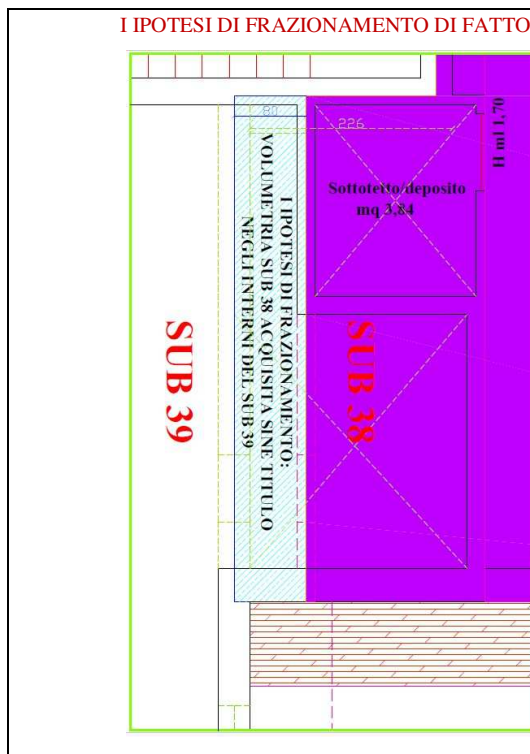 I IPOTESI DI FRAZIONAMENTO DI FATTO
80
226
H ml 1,70
Sottotetto/deposito
mq 3,84
I IPOTESI DI FRAZIONAMENTO:
VOLUMETRIA SUB 38 ACQUISITA SINE TITULO
NEGLI INTERNI DEL SUB 39
SUB 38
SUB 39